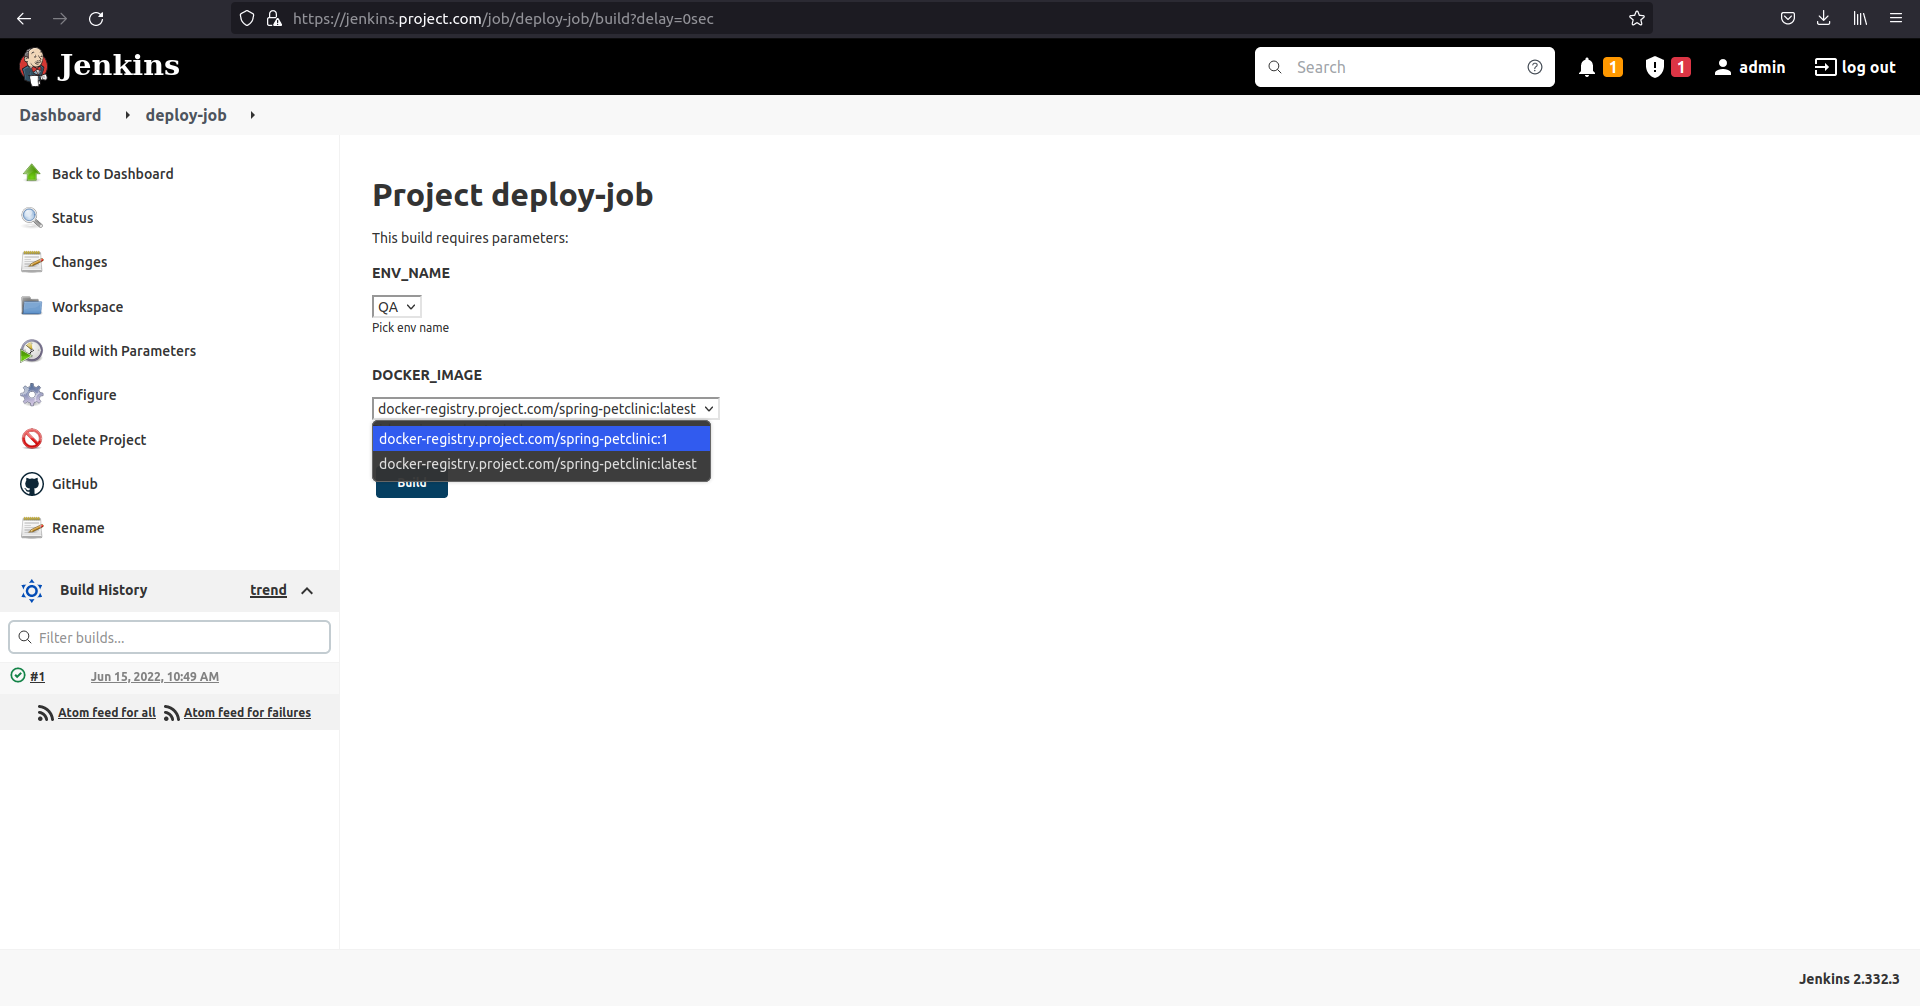 https://jenkins.project.com/job/deploy-job/build?delay=0sec
Jenkins
Search
1
1
admin
log out
Dashboard
deploy-job
Back to Dashboard
Status
Changes
Workspace
Build with Parameters
Configure
Delete Project
GitHub
Rename
Build History
trend
Filter builds...
#1
Jun 15, 2022, 10:49 AM
Atom feed for all
Atom feed for failures
Project deploy-job
This build requires parameters:
ENV_NAME
QA
Pick env name
DOCKER_IMAGE
docker-registry.project.com/spring-petclinic:latest
docker-registry.project.com/spring-petclinic:1
docker-registry.project.com/spring-petclinic:latest
Build
Jenkins 2.332.3